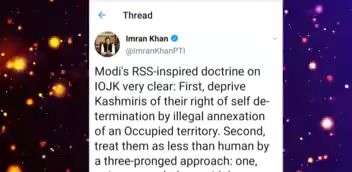 Thread
Imran Khan
@ImranKhanPTI
Modi's RSS-inspired doctrine on
IOJK very clear: First, deprive
Kashmiris of their right of self de-
termination by illegal annexation
of an Occupied territory. Second,
treat them as less than human by
a three-pronged approach: one,